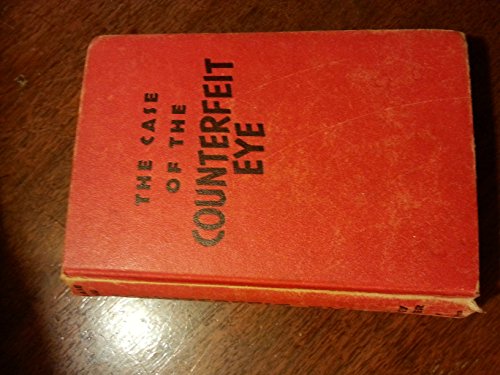 THE CASE
OF THE
COUNTERFEIT
EYE